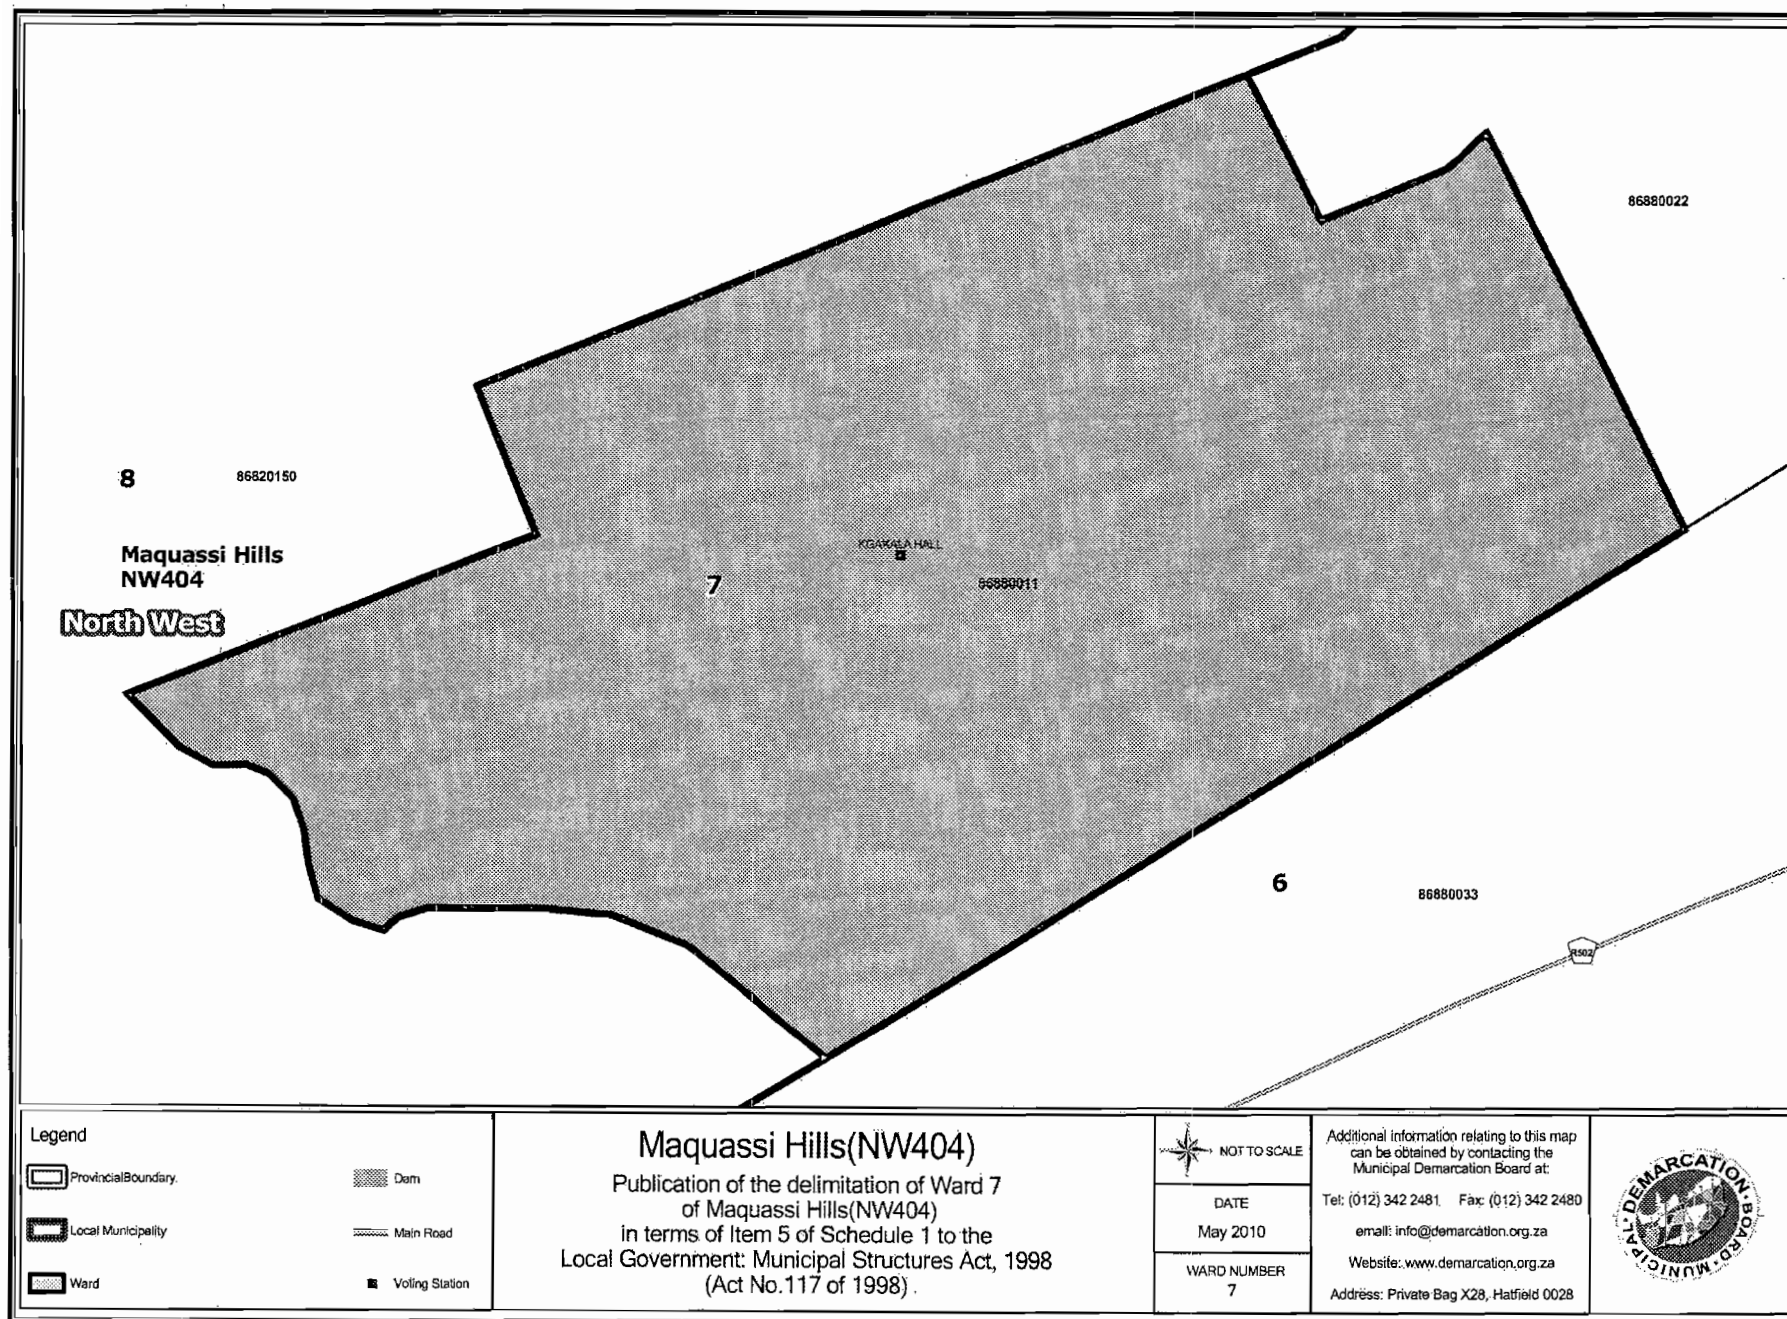 86880022
8
86820150
Maquassi Hills
NW404
North West
KGAKALA HALL
7
86880011
6
86880033
R502
Legend
ProvincialBoundary.
Local Municipality
Ward
Dam
Main Road
Voting Station
Maquassi Hills(NW404)
Publication of the delimitation of Ward 7
of Maquassi Hills(NW404)
in terms of Item 5 of Schedule 1 to the
Local Government: Municipal Structures Act, 1998
(Act No.117 of 1998).
NOT TO SCALE
DATE
May 2010
WARD NUMBER
7
Additional information relating to this map
can be obtained by contacting the
Municipal Demarcation Board at:
Tel: (012) 342 2481 Fax: (012) 342 2480
email: info@demarcation.org.za
Website: www.demarcation.org.za
Address: Private Bag X28, Hatfield 0028
MUNICIPAL DEMARCATION BOARD